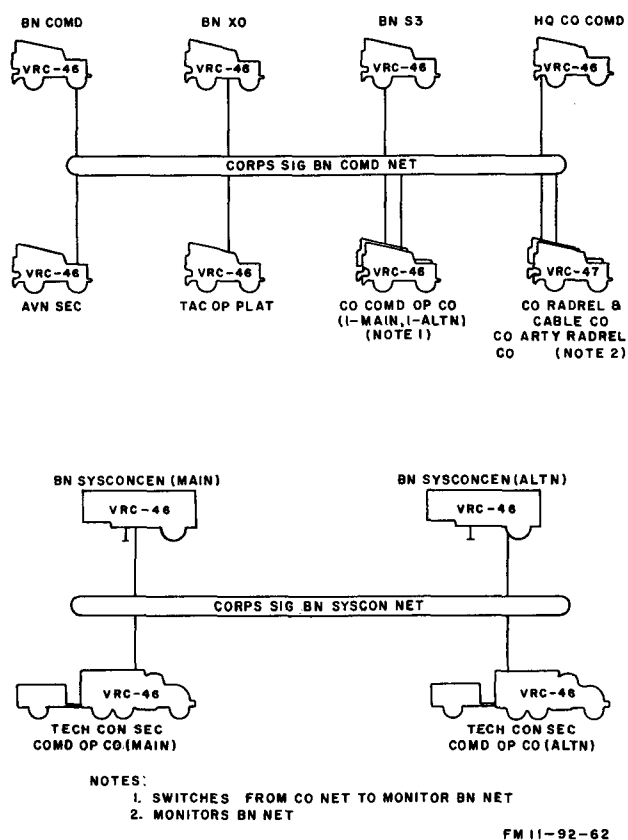 BN COMD
BN XO
BN S3
HQ CO COMD
VRC-46
VRC-46
VRC-46
VRC-46
CORPS SIG BN COMD NET
VRC-46
VRC-46
VRC-46
VRC-47
AVN SEC
TAC OP PLAT
CO COMD OP CO
(1-MAIN, 1-ALTN)
(NOTE 1)
CO RADREL &
CABLE CO
CO ARTY RADREL
CO (NOTE 2)
BN SYSCONCEN (MAIN)
BN SYSCONCEN (ALTN)
VRC-46
VRC-46
CORPS SIG BN SYSCON NET
VRC-46
VRC-46
TECH CON SEC
COMD OP CO (MAIN)
TECH CON SEC
COMD OP CO (ALTN)
NOTES:
1. SWITCHES FROM CO NET TO MONITOR BN NET
2. MONITORS BN NET
FM 11-92-62